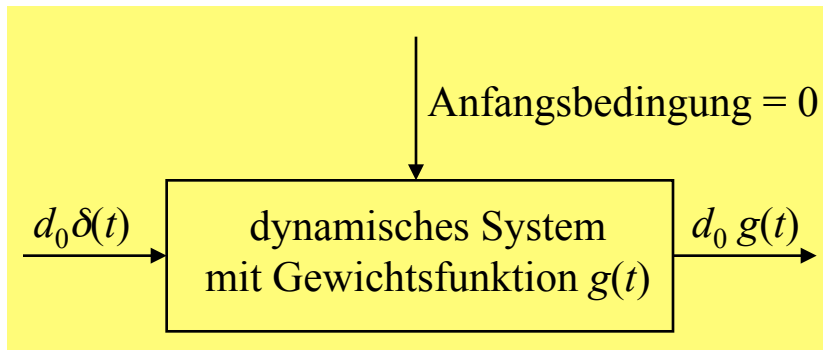 Anfangsbedingung = 0
d₀δ(t)
dynamisches System
mit Gewichtsfunktion g(t)
d₀ g(t)